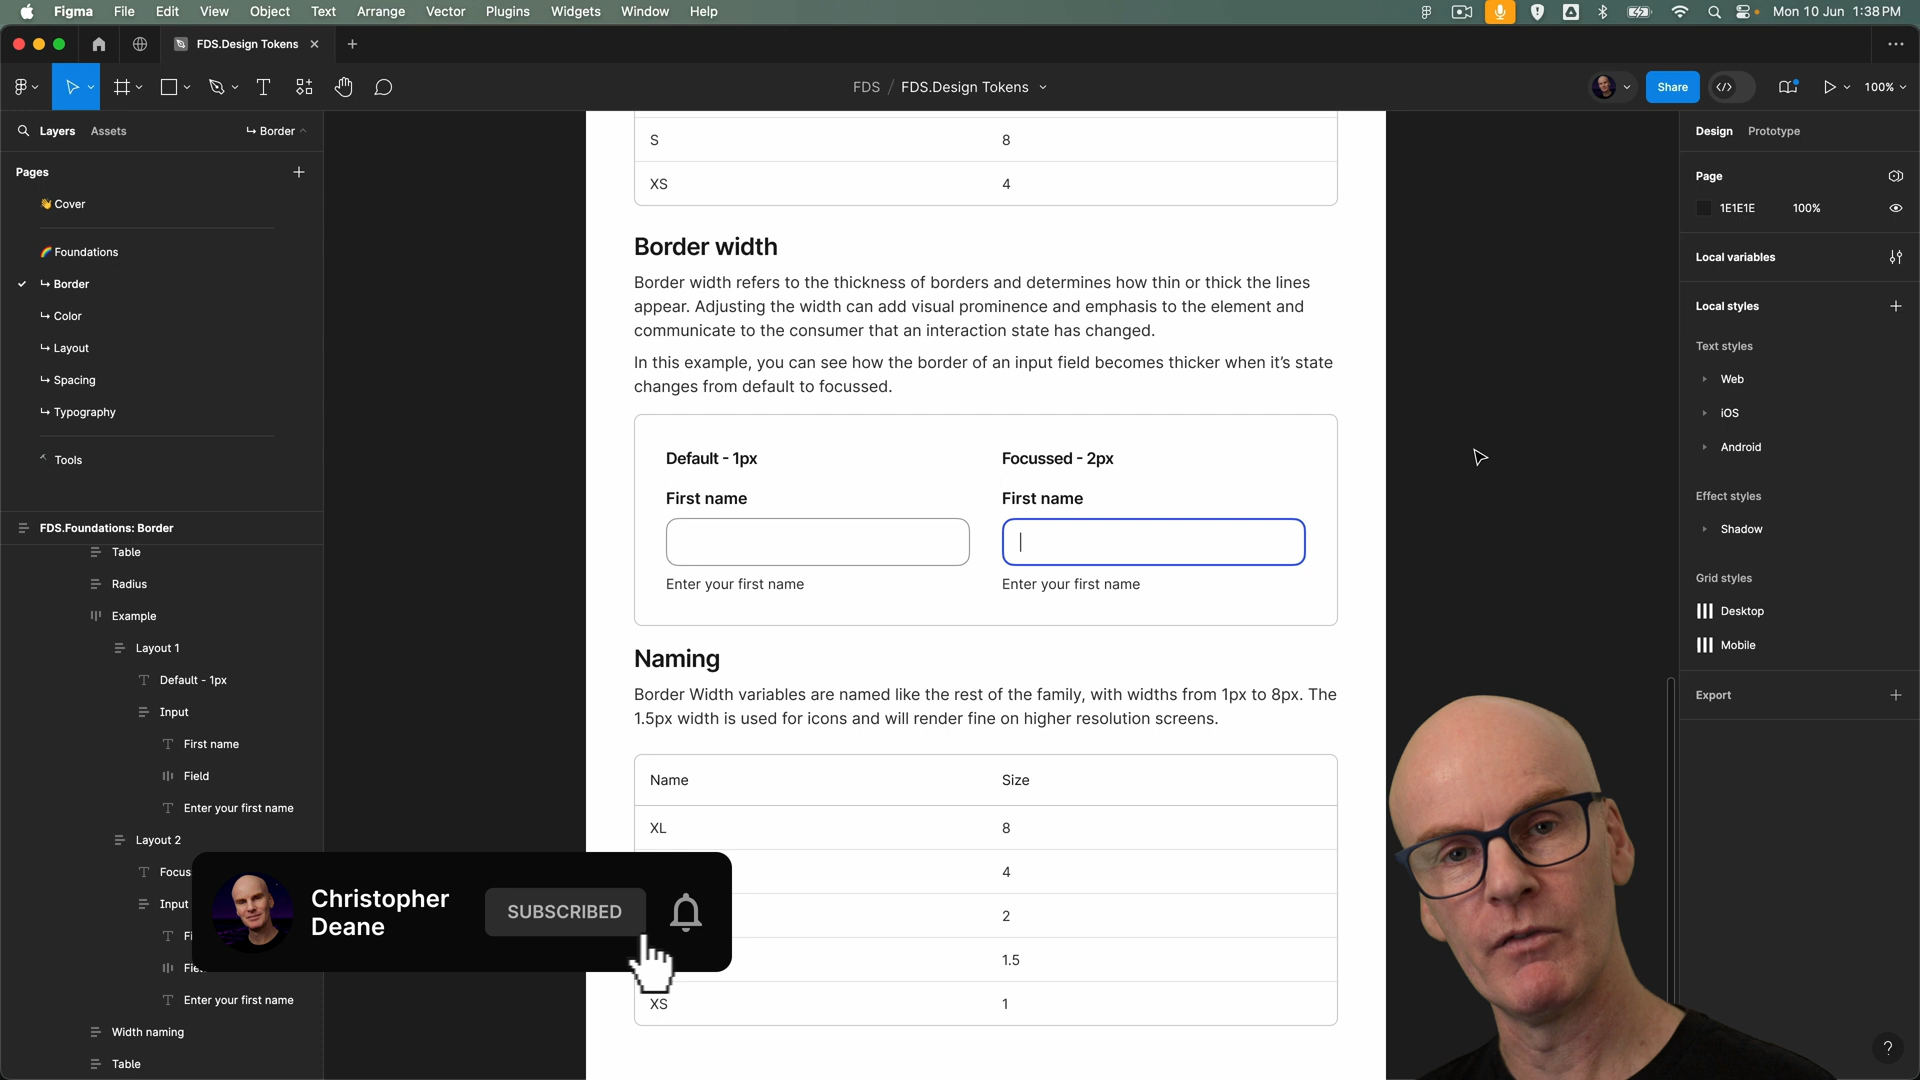 Figma File Edit View Object Text Arrange Vector Plugins Widgets Window Help Mon 10 Jun 1:38 PM
FDS.Design Tokens
FDS / FDS.Design Tokens Share 100%
Layers Assets ↳ Border
Pages
👋 Cover
🌈 Foundations
↳ Border
↳ Color
↳ Layout
↳ Spacing
↳ Typography
Tools
FDS.Foundations: Border
Table
Radius
Example
Layout 1
Default - 1px
Input
First name
Field
Enter your first name
Layout 2
Focus
Input
Fi
Fie
Enter your first name
Width naming
Table
S 8
XS 4
Border width
Border width refers to the thickness of borders and determines how thin or thick the lines
appear. Adjusting the width can add visual prominence and emphasis to the element and
communicate to the consumer that an interaction state has changed.
In this example, you can see how the border of an input field becomes thicker when it's state
changes from default to focussed.
Default - 1px Focussed - 2px
First name First name
Enter your first name Enter your first name
Naming
Border Width variables are named like the rest of the family, with widths from 1px to 8px. The
1.5px width is used for icons and will render fine on higher resolution screens.
Name Size
XL 8
4
2
1.5
XS 1
Christopher
Deane
SUBSCRIBED
Design Prototype
Page
1E1E1E 100%
Local variables
Local styles
Text styles
Web
iOS
Android
Effect styles
Shadow
Grid styles
Desktop
Mobile
Export
?